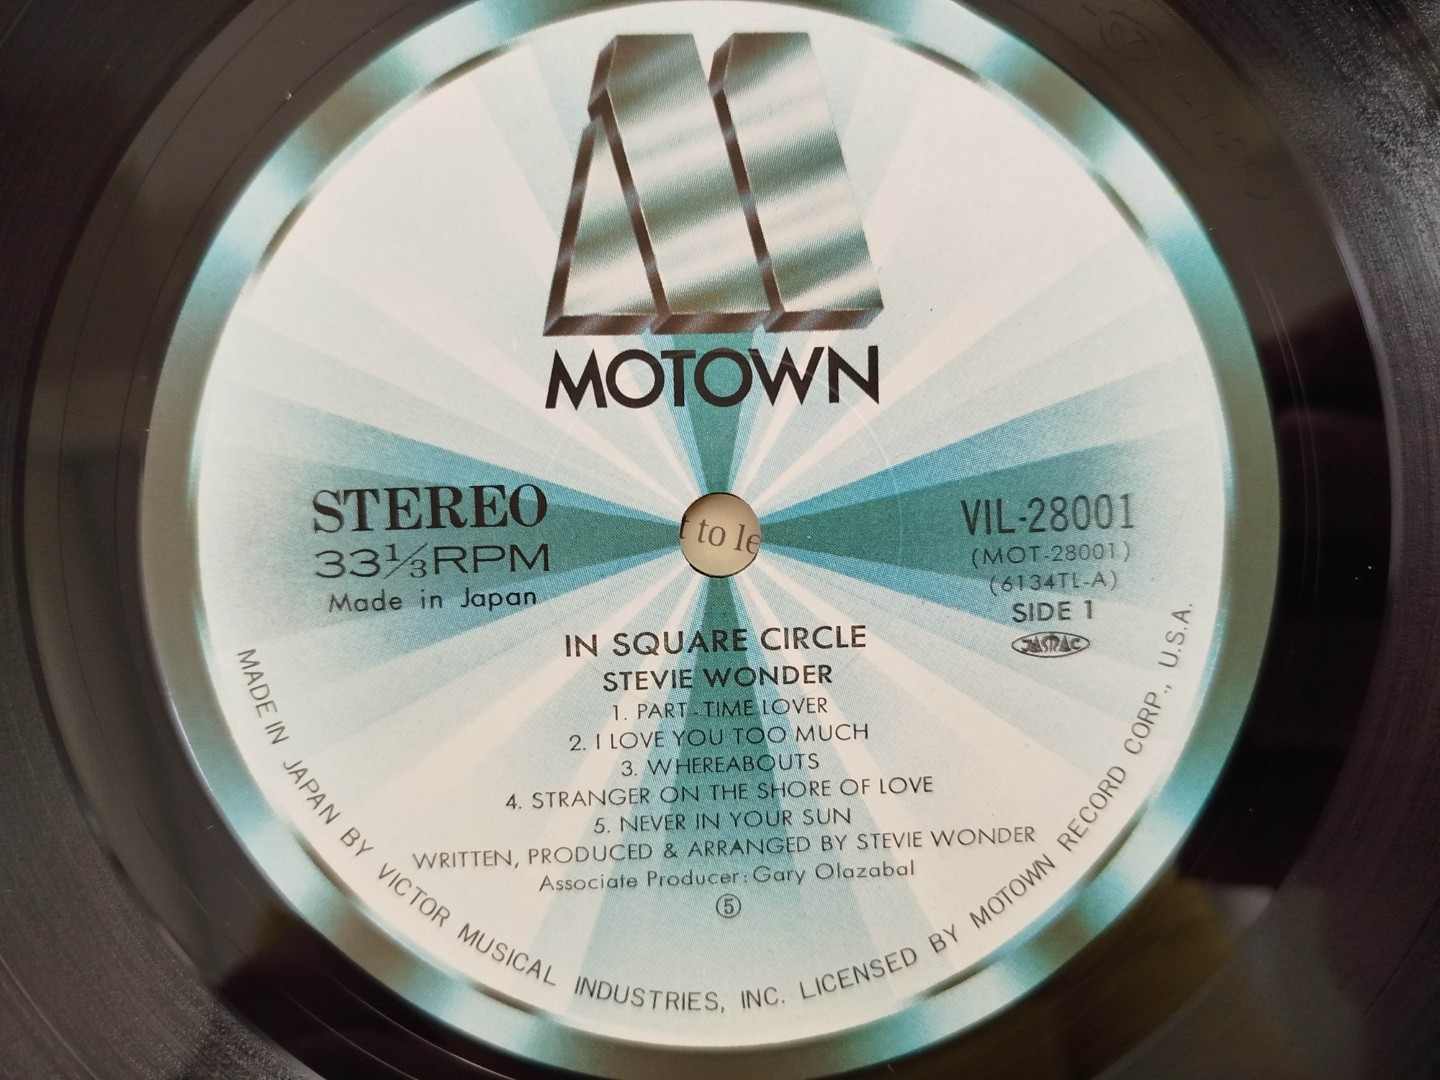 MOTOWN
STEREO
33⅓RPM
Made in Japan
VIL-28001
(MOT-28001)
(6134TL-A)
SIDE 1
JASRAC
t to le
IN SQUARE CIRCLE
STEVIE WONDER
1. PART-TIME LOVER
2. I LOVE YOU TOO MUCH
3. WHEREABOUTS
4. STRANGER ON THE SHORE OF LOVE
5. NEVER IN YOUR SUN
WRITTEN, PRODUCED & ARRANGED BY STEVIE WONDER
Associate Producer: Gary Olazabal
⑤
MADE IN JAPAN BY VICTOR MUSICAL INDUSTRIES, INC. LICENSED BY MOTOWN RECORD CORP., U.S.A.